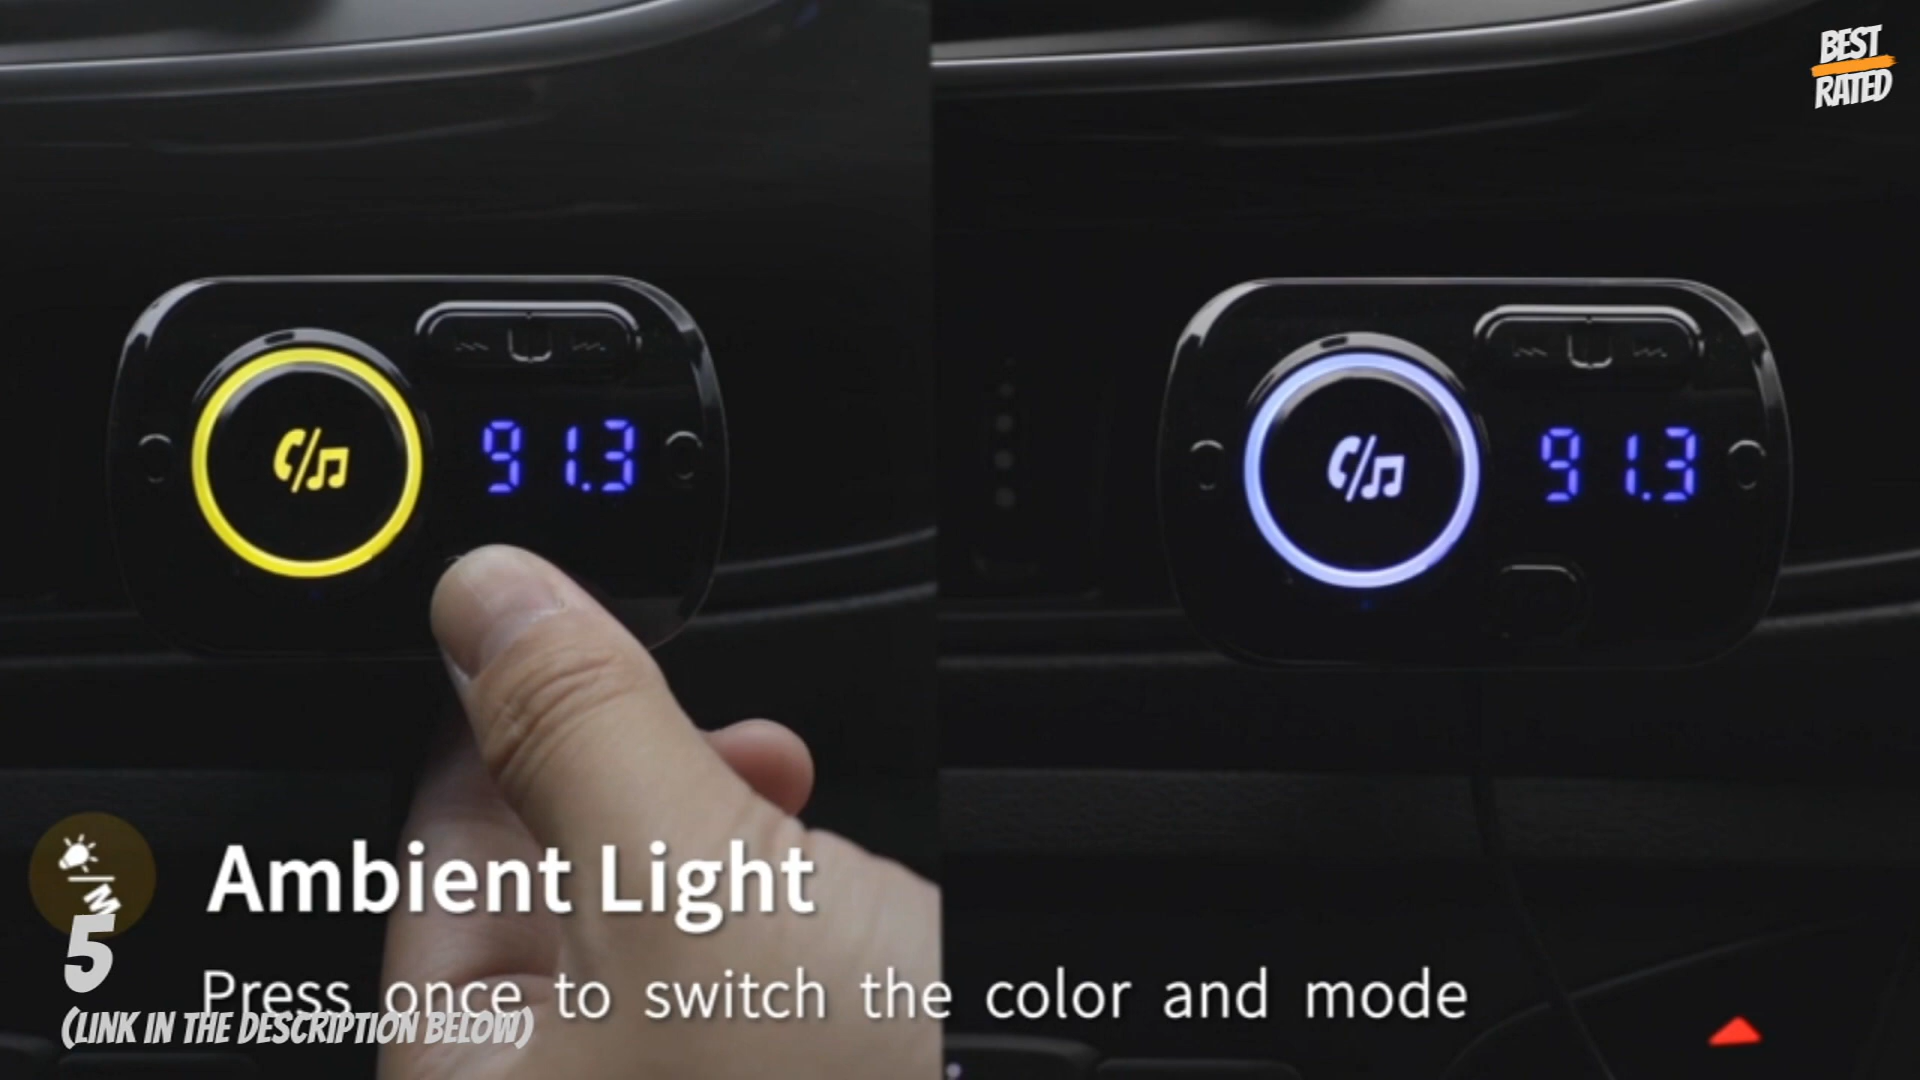 BEST
RATED
91.3
91.3
M
Ambient Light
5
Press once to switch the color and mode
(LINK IN THE DESCRIPTION BELOW)